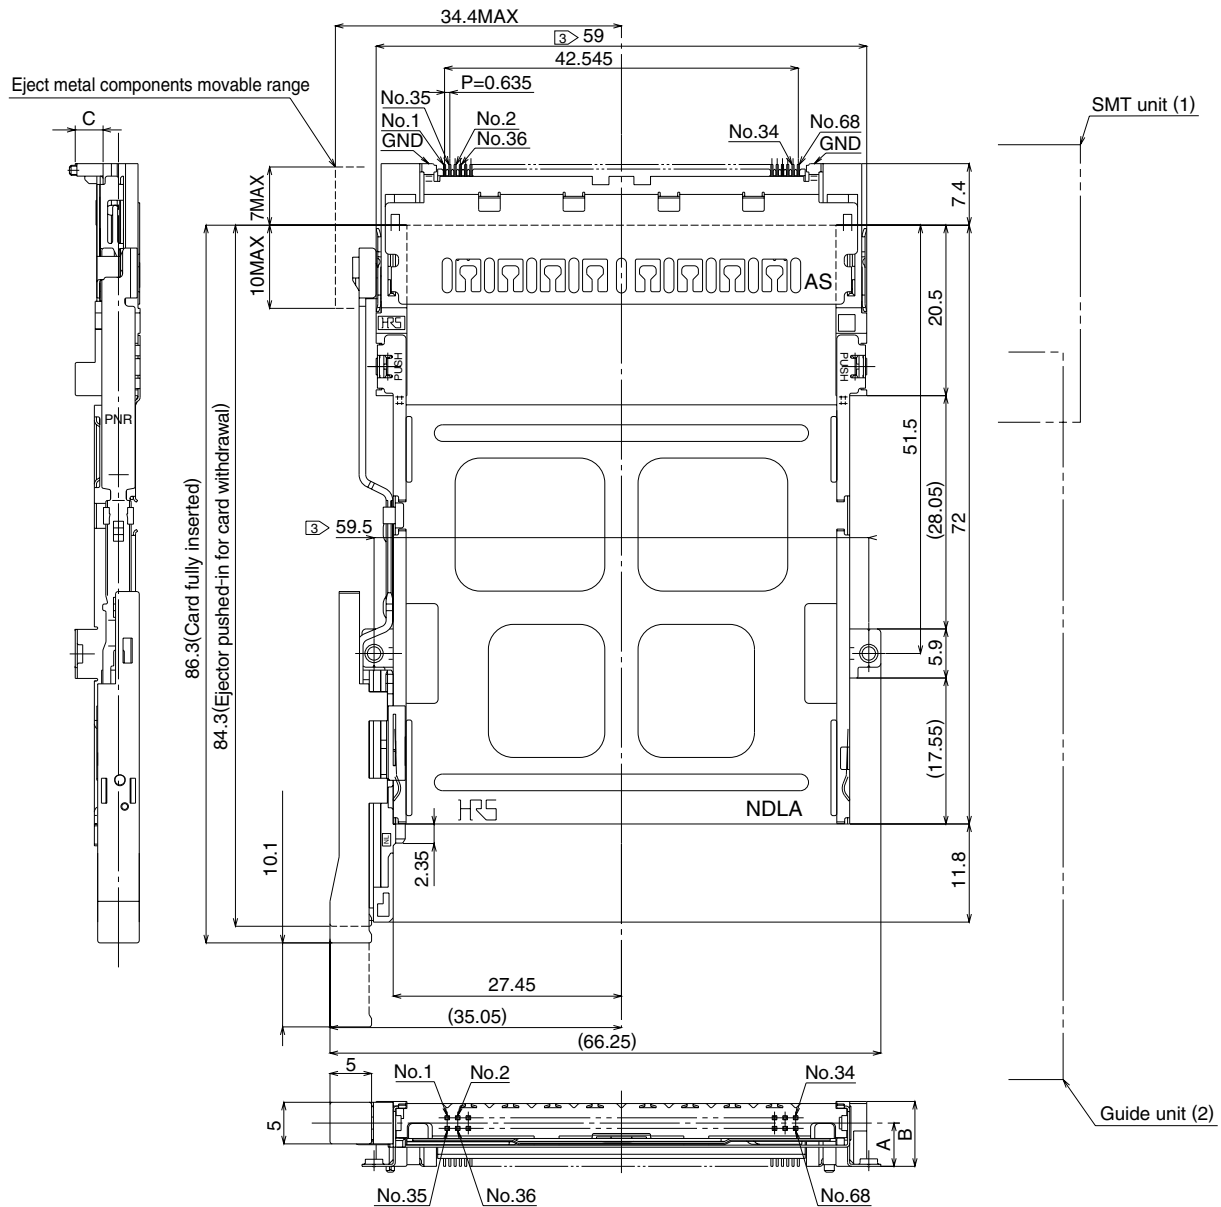 34.4MAX
3 59
42.545
P=0.635
Eject metal components movable range
No.35
No.1
GND
No.2
No.36
No.34
No.68
GND
SMT unit (1)
C
7MAX
10MAX
7.4
AS
HRS
20.5
PUSH
PUSH
PNR
51.5
(28.05)
72
3 59.5
86.3(Card fully inserted)
84.3(Ejector pushed-in for card withdrawal)
5.9
(17.55)
HRS
NDLA
NL
10.1
2.35
11.8
27.45
(35.05)
(66.25)
5
No.1
No.2
No.34
Guide unit (2)
5
A
B
No.35
No.36
No.68